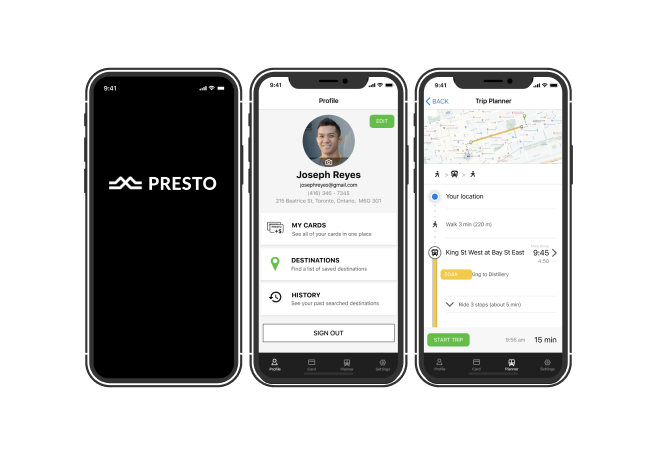 9:41
PRESTO
9:41
Profile
EDIT
Joseph Reyes
josephreyes@gmail.com
(416) 346 - 7345
215 Beatrice St, Toronto, Ontario, M6G 3G1
MY CARDS
See all of your cards in one place
DESTINATIONS
Find a list of saved destinations
HISTORY
See your past searched destinations
SIGN OUT
Profile
Card
Planner
Settings
9:41
BACK
Trip Planner
Your location
Walk 3 min (220 m)
King St West at Bay St East
9:45
4:50
King to Distillery
Ride 3 stops (about 5 min)
START TRIP
9:56 am
15 min
Profile
Card
Planner
Settings